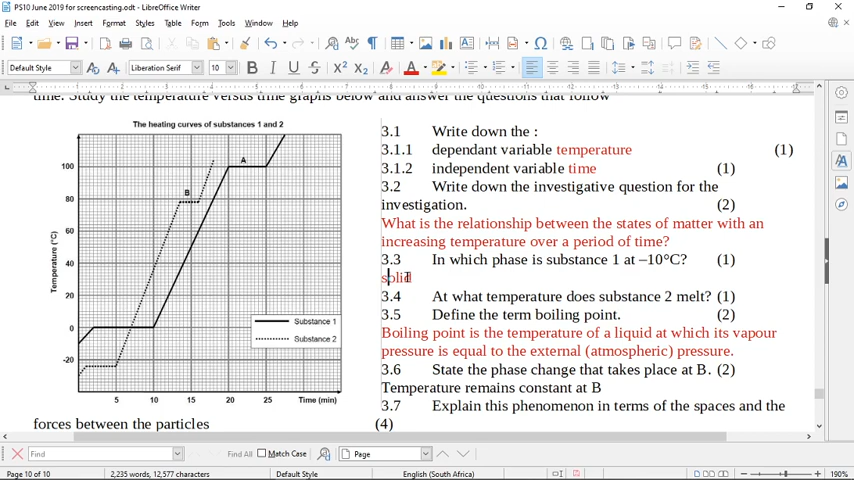 PS10 June 2019 for screencasting.odt - LibreOffice Writer
File Edit View Insert Format Styles Table Form Tools Window Help
Default Style Liberation Serif 10
time. Study the temperature versus time graphs below and answer the questions that follow
The heating curves of substances 1 and 2
100
80
60
40
20
0
-20
Temperature (°C)
A
B
Substance 1
Substance 2
5 10 15 20 25 Time (min)
3.1 Write down the :
3.1.1 dependant variable temperature (1)
3.1.2 independent variable time (1)
3.2 Write down the investigative question for the
investigation. (2)
What is the relationship between the states of matter with an
increasing temperature over a period of time?
3.3 In which phase is substance 1 at –10°C? (1)
solid
3.4 At what temperature does substance 2 melt? (1)
3.5 Define the term boiling point. (2)
Boiling point is the temperature of a liquid at which its vapour
pressure is equal to the external (atmospheric) pressure.
3.6 State the phase change that takes place at B. (2)
Temperature remains constant at B
3.7 Explain this phenomenon in terms of the spaces and the
forces between the particles (4)
Find Find All Match Case Page
Page 10 of 10 2,235 words, 12,577 characters Default Style English (South Africa) 190%